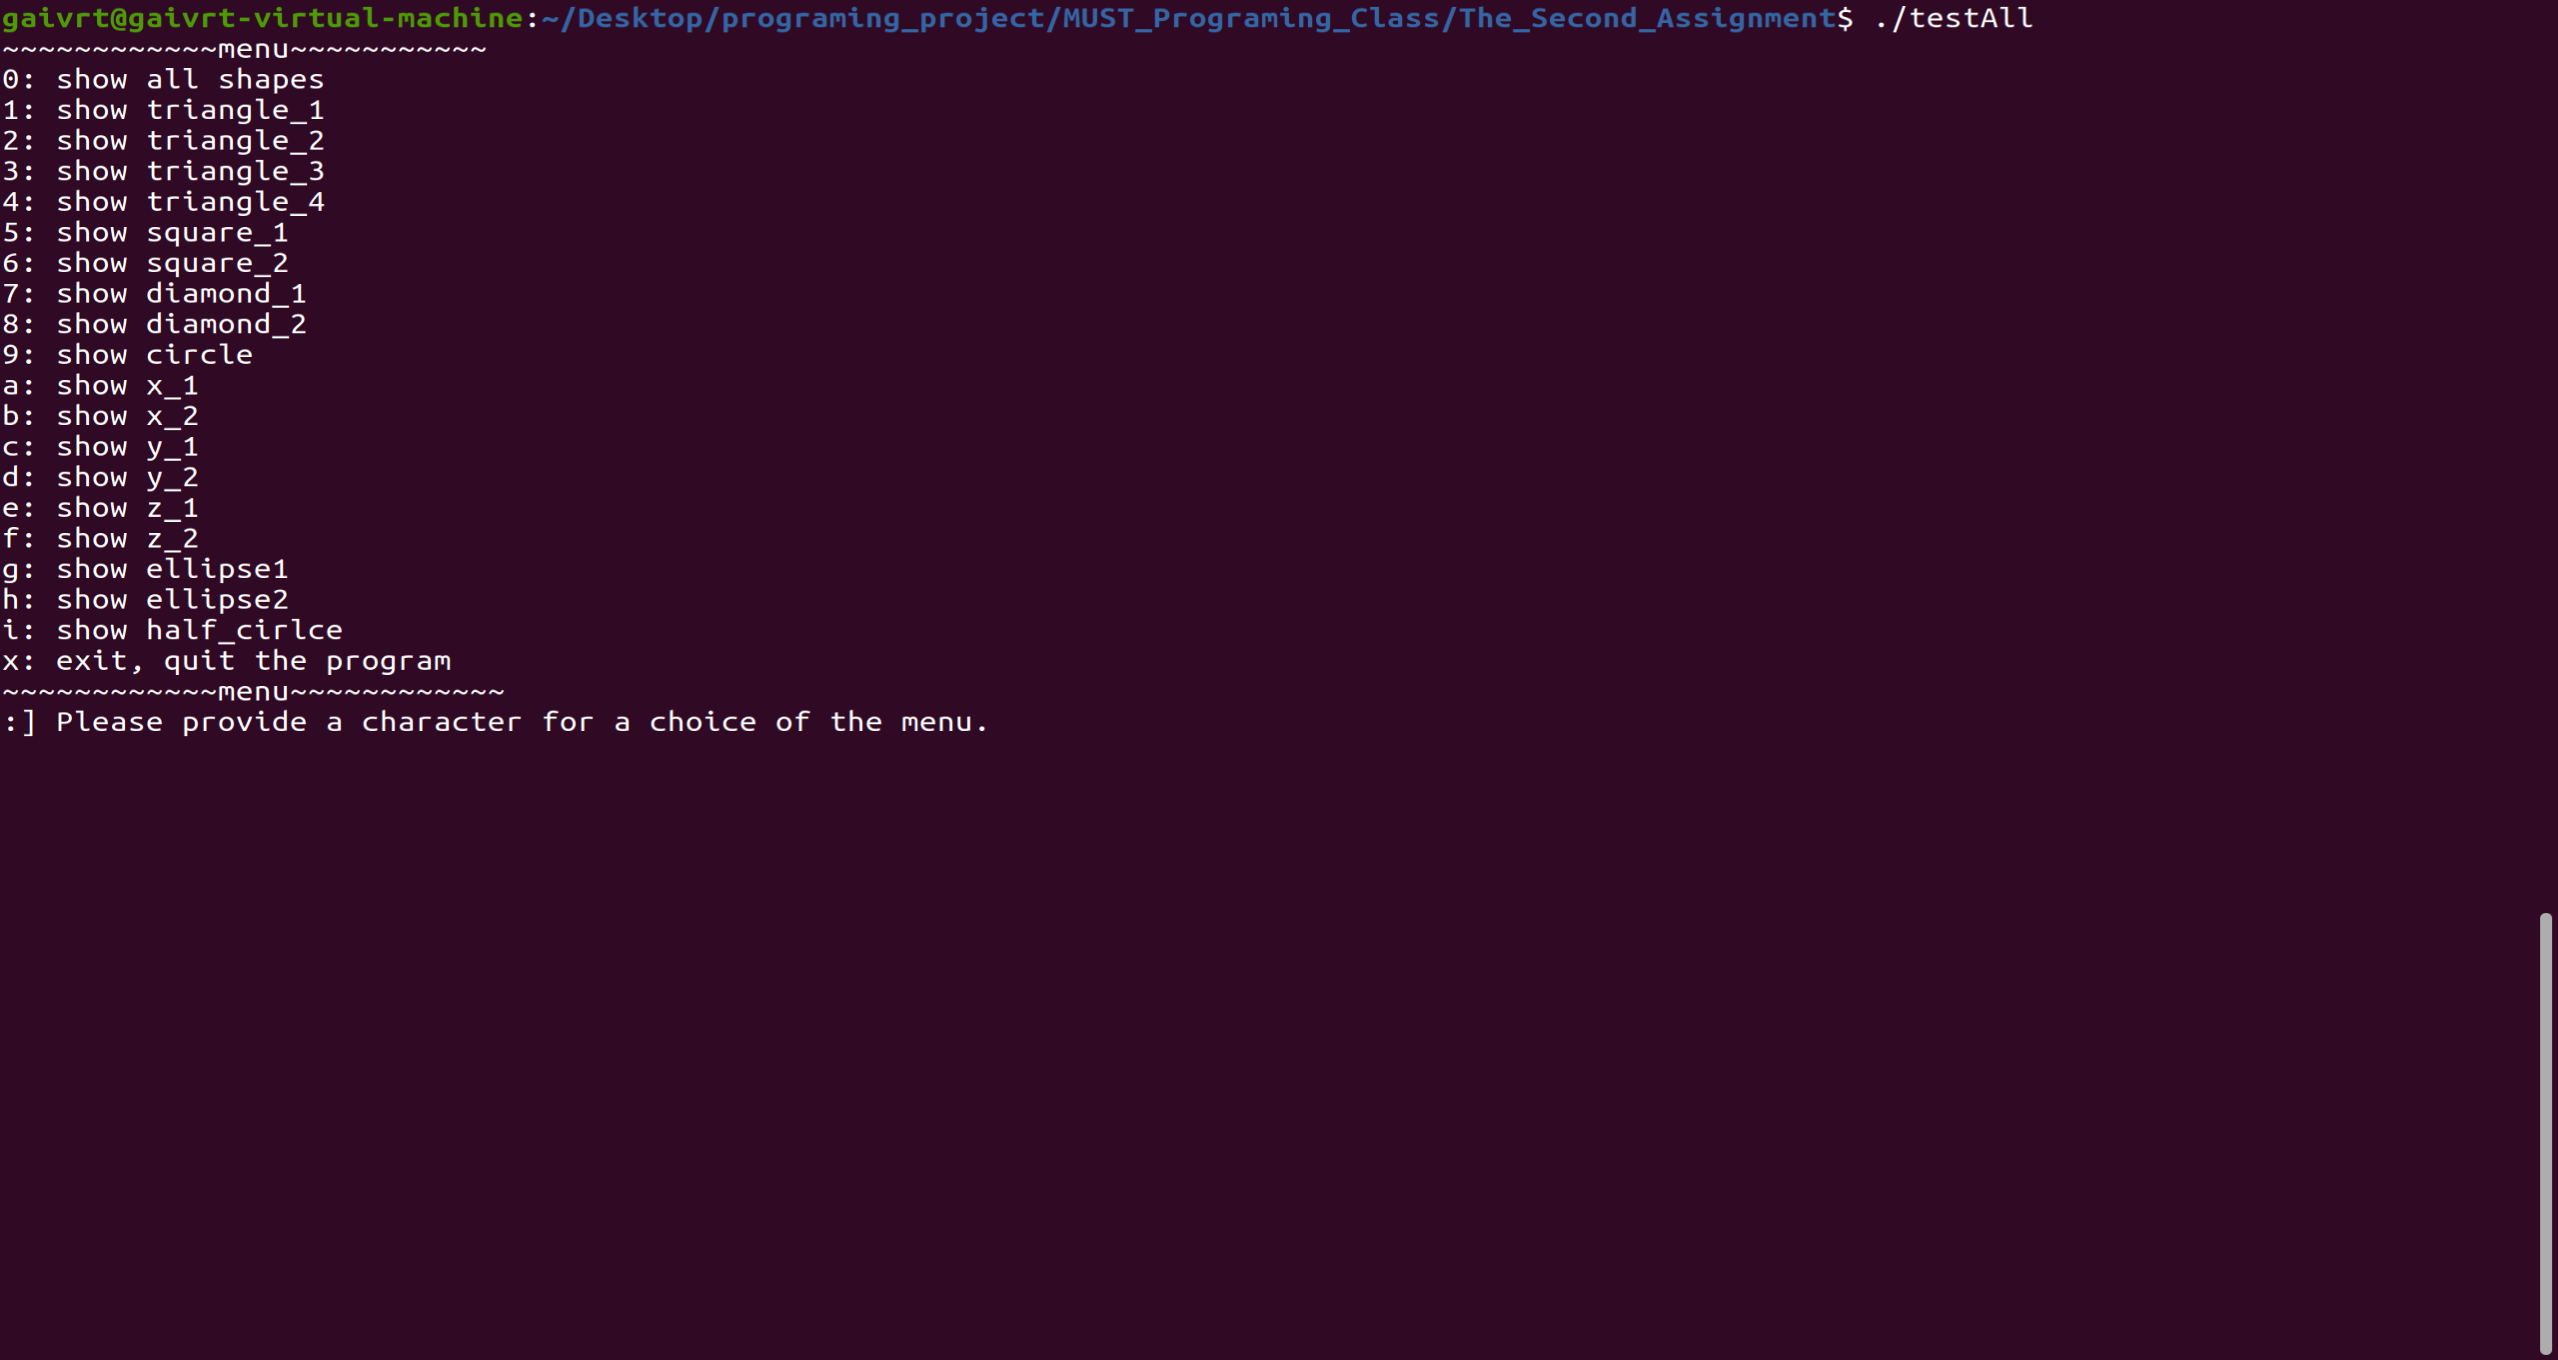 gaivrt@gaivrt-virtual-machine:~/Desktop/programing_project/MUST_Programing_Class/The_Second_Assignment$ ./testAll
~~~~~~~~~~~~menu~~~~~~~~~~~
0: show all shapes
1: show triangle_1
2: show triangle_2
3: show triangle_3
4: show triangle_4
5: show square_1
6: show square_2
7: show diamond_1
8: show diamond_2
9: show circle
a: show x_1
b: show x_2
c: show y_1
d: show y_2
e: show z_1
f: show z_2
g: show ellipse1
h: show ellipse2
i: show half_cirlce
x: exit, quit the program
~~~~~~~~~~~~menu~~~~~~~~~~~~
:] Please provide a character for a choice of the menu.